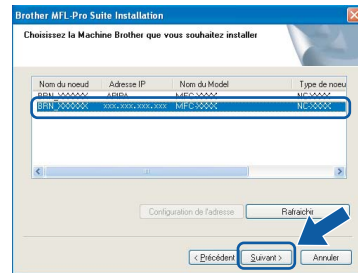 Brother MFL-Pro Suite Installation
Choisissez la Machine Brother que vous souhaitez installer
Nom du noeud Adresse IP Nom du Model Type de noeu
BRN_XXXXXX APIPA MFC-XXXX NC-XXXX
BRN_XXXXXX xxx.xxx.xxx.xxx MFC-XXXX NC-XXXX
Configuration de l'adresse Rafraichir
< Précédent Suivant > Annuler